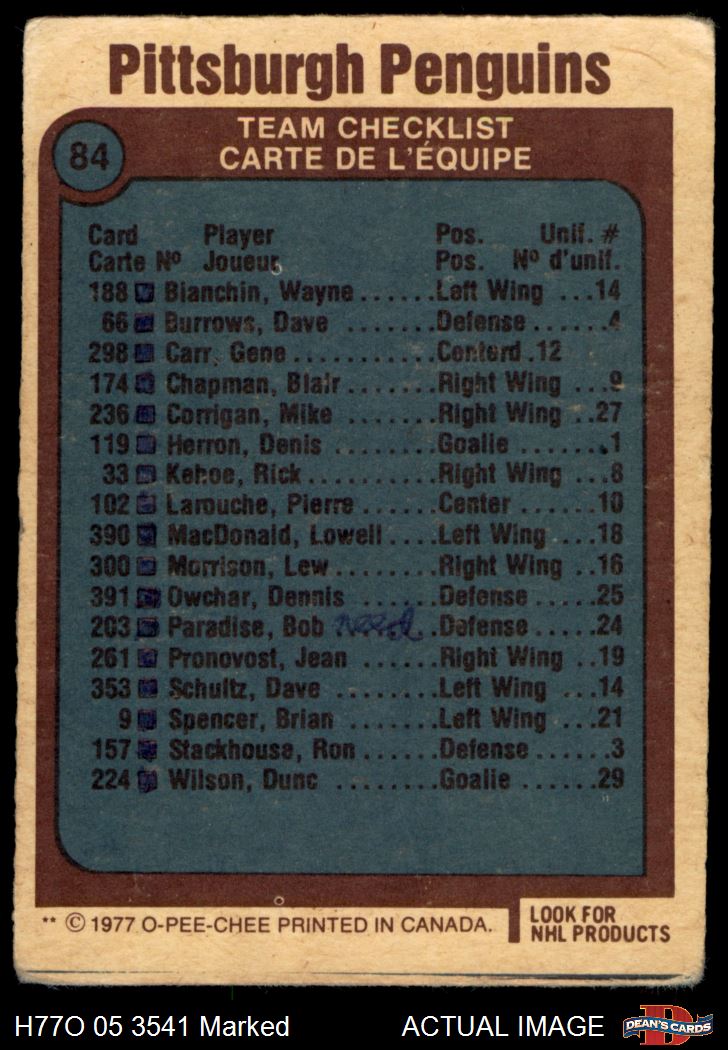 Pittsburgh Penguins
84
TEAM CHECKLIST
CARTE DE L'ÉQUIPE
Card Player Pos. Unif. #
Carte Nº Joueur Pos. Nº d'unif.
188 Bianchin, Wayne......Left Wing ...14
66 Burrows, Dave .......Defense.......4
298 Carr, Gene...........Centerd .12
174 Chapman, Blair.......Right Wing ...9
236 Corrigan, Mike .......Right Wing ..27
119 Herron, Denis ........Goalie ........1
33 Kehoe, Rick..........Right Wing ...8
102 Larouche, Pierre .....Center .......10
390 MacDonald, Lowell ....Left Wing ...18
300 Morrison, Lew........Right Wing ..16
391 Owchar, Dennis.......Defense.....25
203 Paradise, Bob need ..Defense.....24
261 Pronovost, Jean ......Right Wing ..19
353 Schultz, Dave ........Left Wing ...14
9 Spencer, Brian .......Left Wing ...21
157 Stackhouse, Ron......Defense.......3
224 Wilson, Dunc ........Goalie .......29
** © 1977 O-PEE-CHEE PRINTED IN CANADA.
LOOK FOR
NHL PRODUCTS
H77O 05 3541 Marked ACTUAL IMAGE
D
DEAN'S CARDS